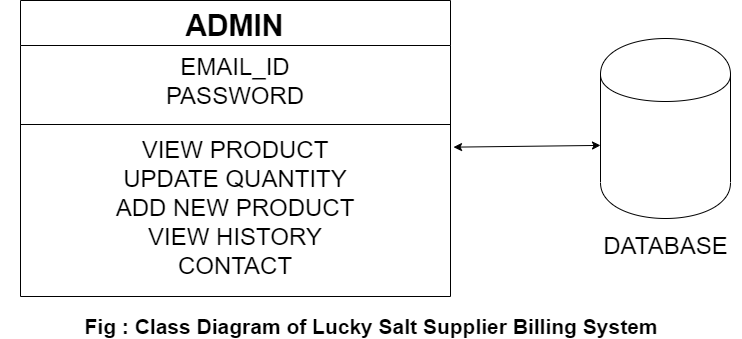 ADMIN
EMAIL_ID
PASSWORD
VIEW PRODUCT
UPDATE QUANTITY
ADD NEW PRODUCT
VIEW HISTORY
CONTACT
DATABASE
Fig : Class Diagram of Lucky Salt Supplier Billing System